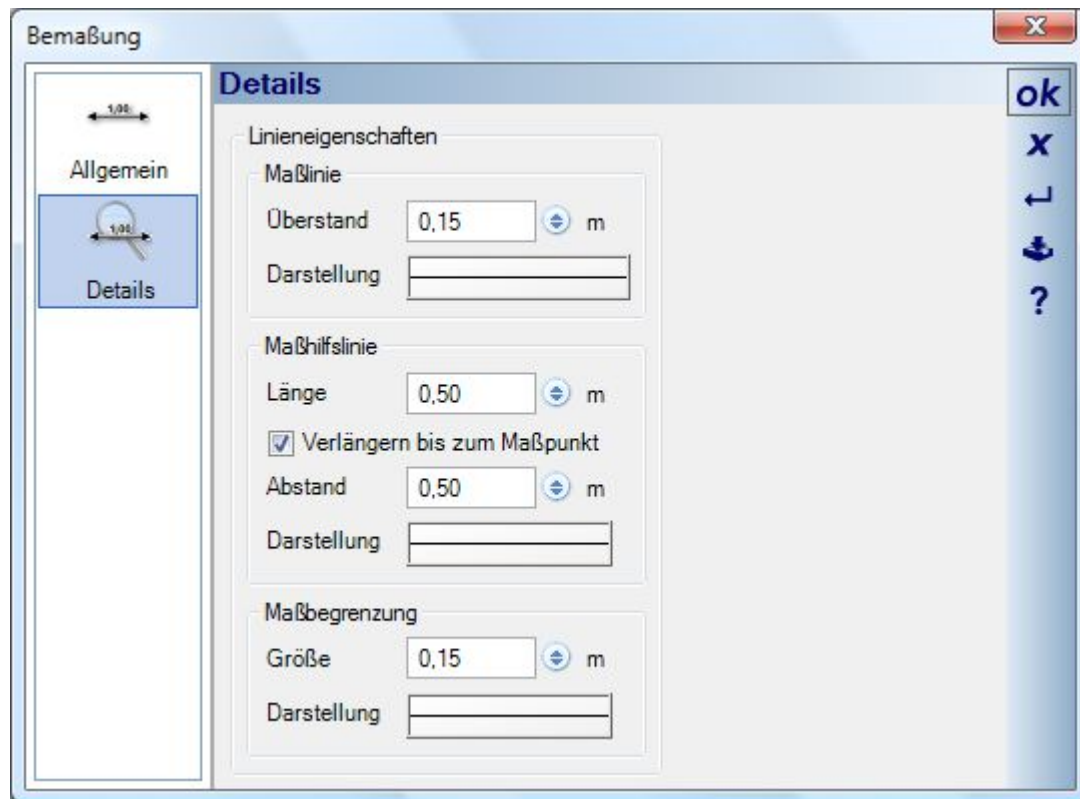 Bemaßung
1,00
Allgemein
1,00
Details
Details
Linieneigenschaften
Maßlinie
Überstand 0,15 m
Darstellung
Maßhilfslinie
Länge 0,50 m
Verlängern bis zum Maßpunkt
Abstand 0,50 m
Darstellung
Maßbegrenzung
Größe 0,15 m
Darstellung
ok
x
?